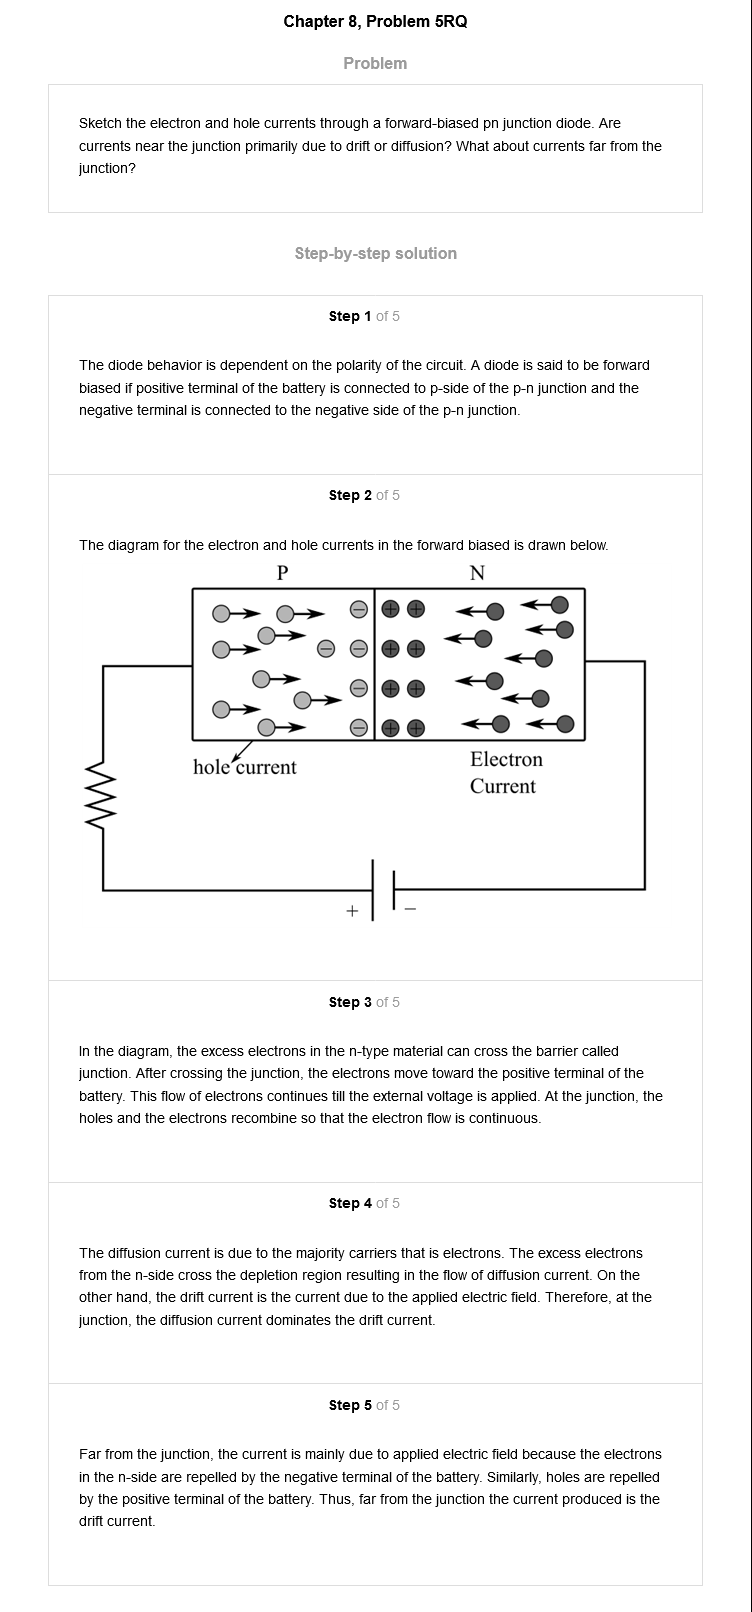 Chapter 8, Problem 5RQ
Problem
Sketch the electron and hole currents through a forward-biased pn junction diode. Are
currents near the junction primarily due to drift or diffusion? What about currents far from the
junction?
Step-by-step solution
Step 1 of 5
The diode behavior is dependent on the polarity of the circuit. A diode is said to be forward
biased if positive terminal of the battery is connected to p-side of the p-n junction and the
negative terminal is connected to the negative side of the p-n junction.
Step 2 of 5
The diagram for the electron and hole currents in the forward biased is drawn below.
P N
hole current
Electron
Current
+ −
Step 3 of 5
In the diagram, the excess electrons in the n-type material can cross the barrier called
junction. After crossing the junction, the electrons move toward the positive terminal of the
battery. This flow of electrons continues till the external voltage is applied. At the junction, the
holes and the electrons recombine so that the electron flow is continuous.
Step 4 of 5
The diffusion current is due to the majority carriers that is electrons. The excess electrons
from the n-side cross the depletion region resulting in the flow of diffusion current. On the
other hand, the drift current is the current due to the applied electric field. Therefore, at the
junction, the diffusion current dominates the drift current.
Step 5 of 5
Far from the junction, the current is mainly due to applied electric field because the electrons
in the n-side are repelled by the negative terminal of the battery. Similarly, holes are repelled
by the positive terminal of the battery. Thus, far from the junction the current produced is the
drift current.